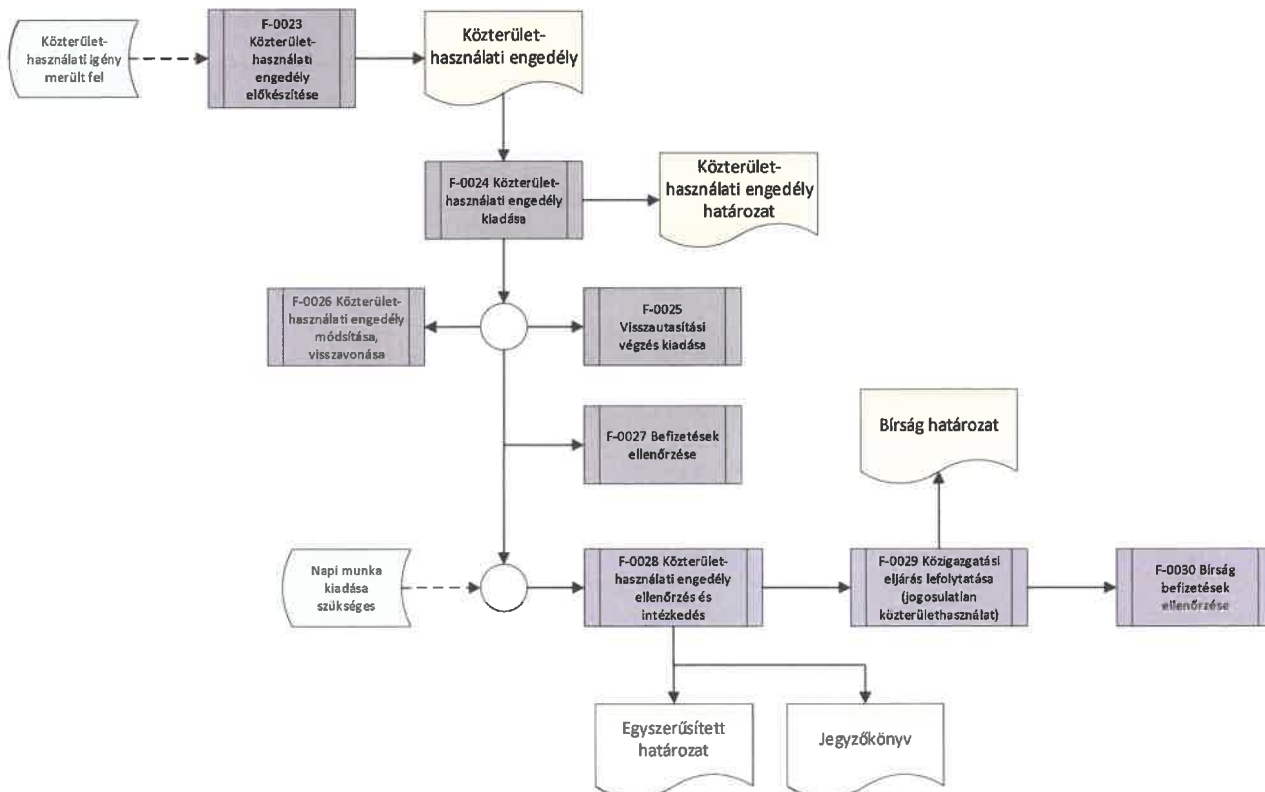 Közterület-
használati igény
merült fel
F-0023
Közterület-
használati
engedély
előkészítése
Közterület-
használati engedély
F-0024 Közterület-
használati engedély
kiadása
Közterület-
használati engedély
határozat
F-0026 Közterület-
használati engedély
módsítása,
visszavonása
F-0025
Visszautasítási
végzés kiadása
F-0027 Befizetések
ellenőrzése
Bírság határozat
Napi munka
kiadása
szükséges
F-0028 Közterület-
használati engedély
ellenőrzés és
intézkedés
F-0029 Közigazgatási
eljárás lefolytatása
(jogosulatlan
közterülethasználat)
F-0030 Bírság
befizetések
ellenőrzése
Egyszerűsített
határozat
Jegyzőkönyv